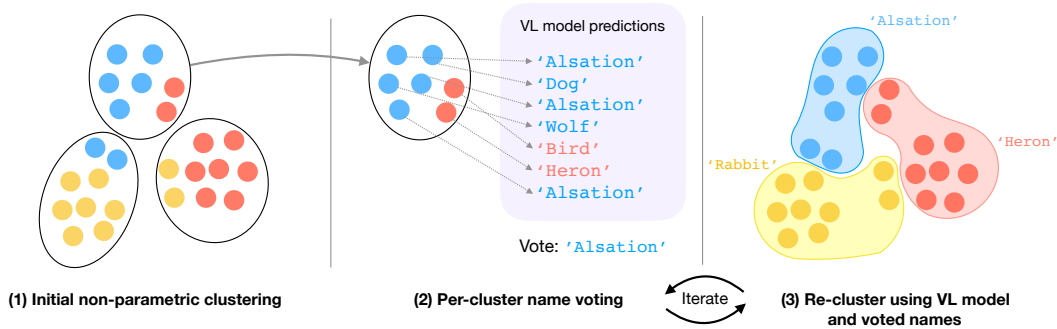 VL model predictions
‘Alsation’
‘Dog’
‘Alsation’
‘Wolf’
‘Bird’
‘Heron’
‘Alsation’
Vote: ‘Alsation’
‘Alsation’
‘Heron’
‘Rabbit’
(1) Initial non-parametric clustering
(2) Per-cluster name voting
Iterate
(3) Re-cluster using VL model
and voted names